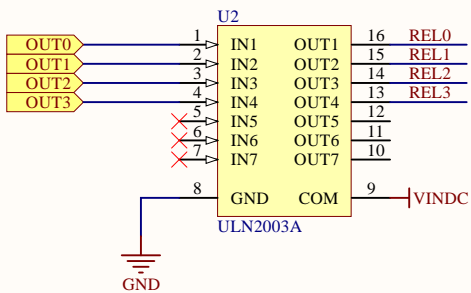 U2
OUT0 1 IN1 OUT1 16 REL0
OUT1 2 IN2 OUT2 15 REL1
OUT2 3 IN3 OUT3 14 REL2
OUT3 4 IN4 OUT4 13 REL3
5 IN5 OUT5 12
6 IN6 OUT6 11
7 IN7 OUT7 10
8 GND COM 9 VINDC
ULN2003A
GND